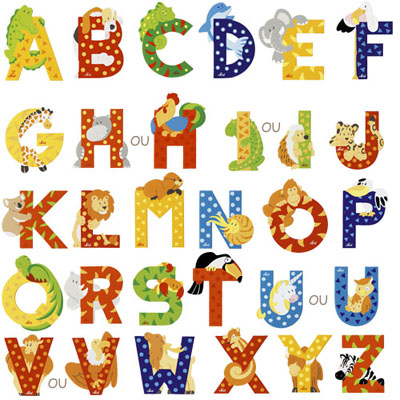 A B C D E F
G H OU H I OU I J
K L M N O P
Q R S T U OU U
V OU V W X Y Z